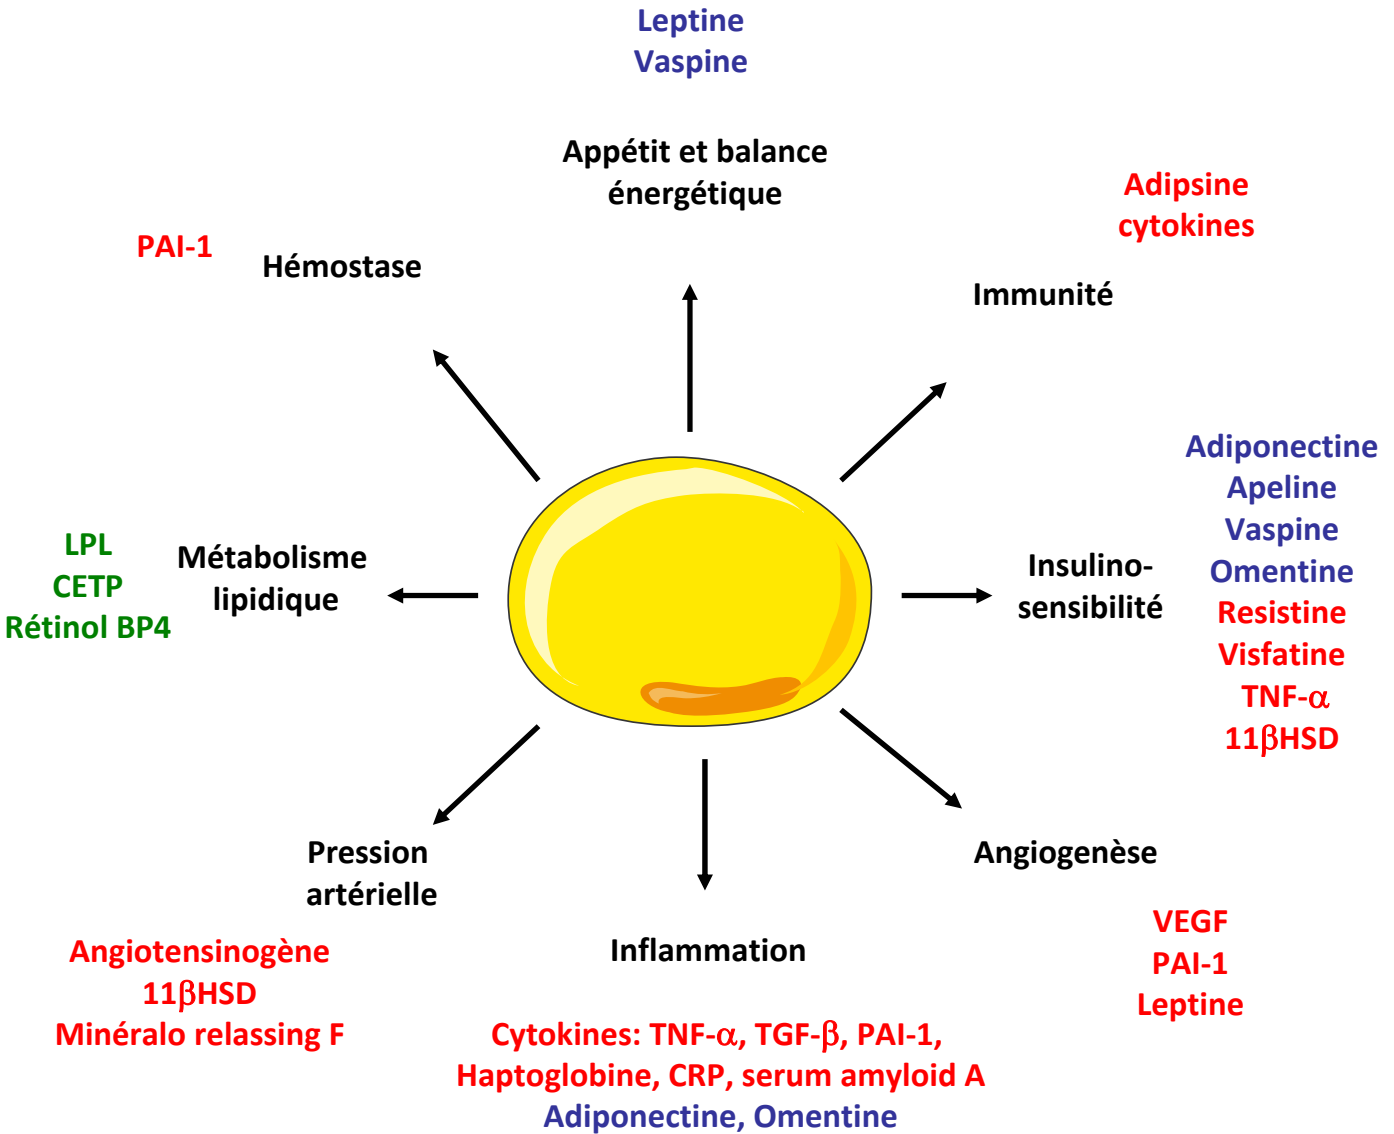 Leptine
Vaspine
Appétit et balance
énergétique
Adipsine
cytokines
Immunité
PAI-1
Hémostase
Adiponectine
Apeline
Vaspine
Omentine
Resistine
Visfatine
TNF-α
11βHSD
Insulino-
sensibilité
LPL
CETP
Rétinol BP4
Métabolisme
lipidique
Pression
artérielle
Angiotensinogène
11βHSD
Minéralo relassing F
Inflammation
Cytokines: TNF-α, TGF-β, PAI-1,
Haptoglobine, CRP, serum amyloid A
Adiponectine, Omentine
Angiogenèse
VEGF
PAI-1
Leptine